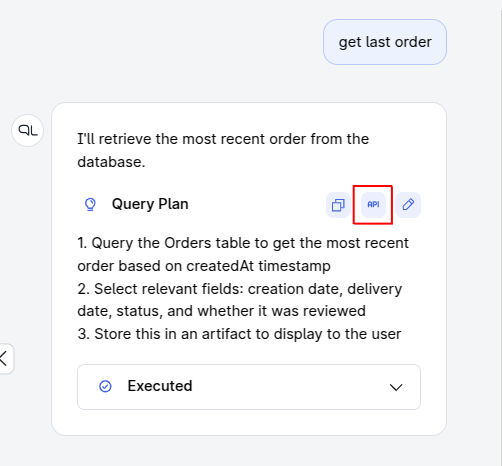 get last order
QL
I'll retrieve the most recent order from the
database.
Query Plan
API
1. Query the Orders table to get the most recent
order based on createdAt timestamp
2. Select relevant fields: creation date, delivery
date, status, and whether it was reviewed
3. Store this in an artifact to display to the user
Executed